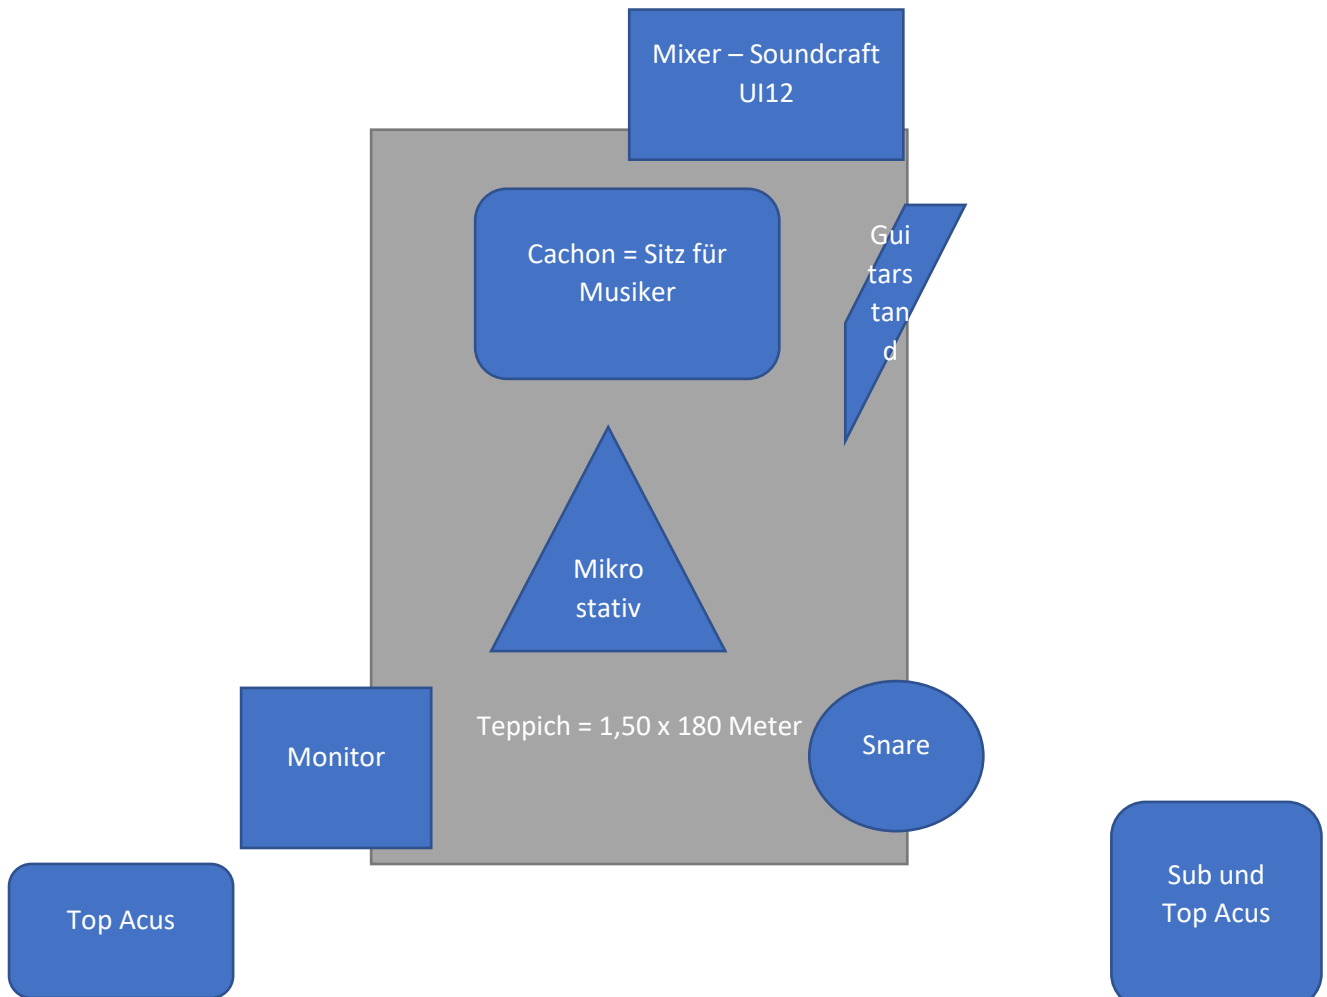 Mixer – Soundcraft
UI12
Cachon = Sitz für
Musiker
Gui
tars
tan
d
Mikro
stativ
Teppich = 1,50 x 180 Meter
Monitor
Snare
Top Acus
Sub und
Top Acus